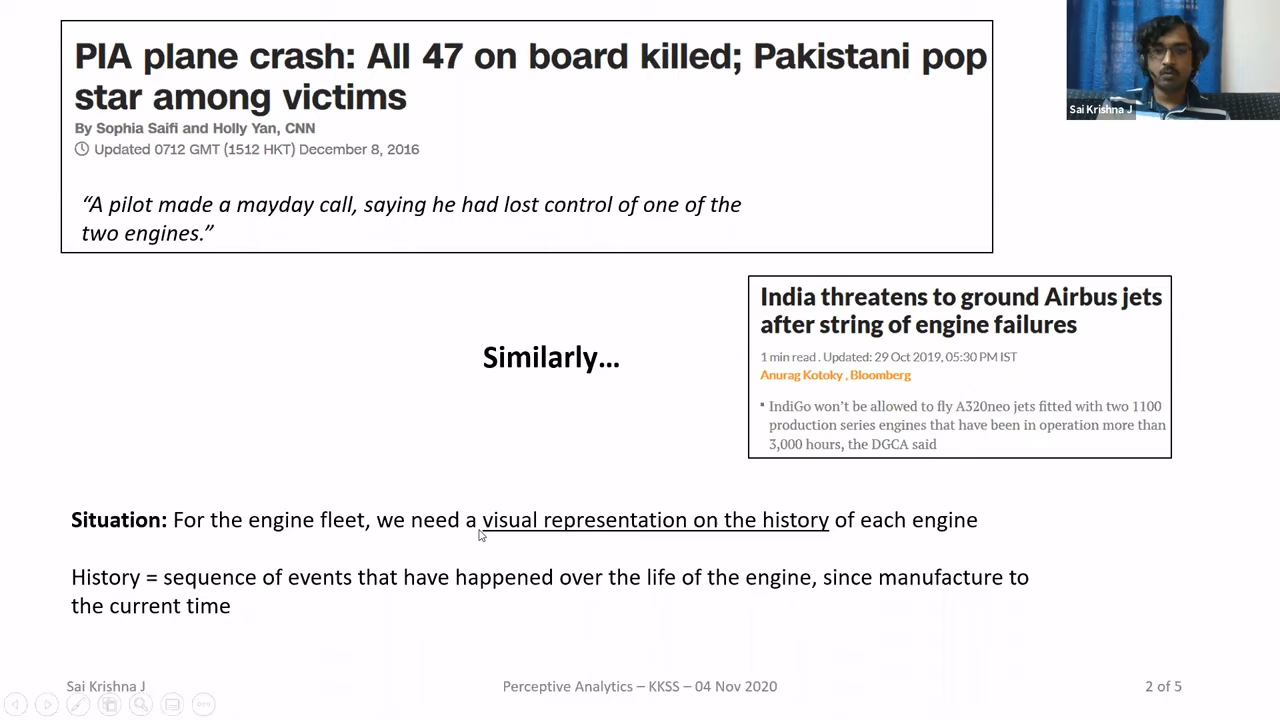 PIA plane crash: All 47 on board killed; Pakistani pop
star among victims
By Sophia Saifi and Holly Yan, CNN
Updated 0712 GMT (1512 HKT) December 8, 2016
“A pilot made a mayday call, saying he had lost control of one of the
two engines.”
Sai Krishna J
India threatens to ground Airbus jets
after string of engine failures
1 min read . Updated: 29 Oct 2019, 05:30 PM IST
Anurag Kotoky , Bloomberg
▪ IndiGo won’t be allowed to fly A320neo jets fitted with two 1100
production series engines that have been in operation more than
3,000 hours, the DGCA said
Similarly…
Situation: For the engine fleet, we need a visual representation on the history of each engine
History = sequence of events that have happened over the life of the engine, since manufacture to
the current time
Sai Krishna J
Perceptive Analytics – KKSS – 04 Nov 2020
2 of 5